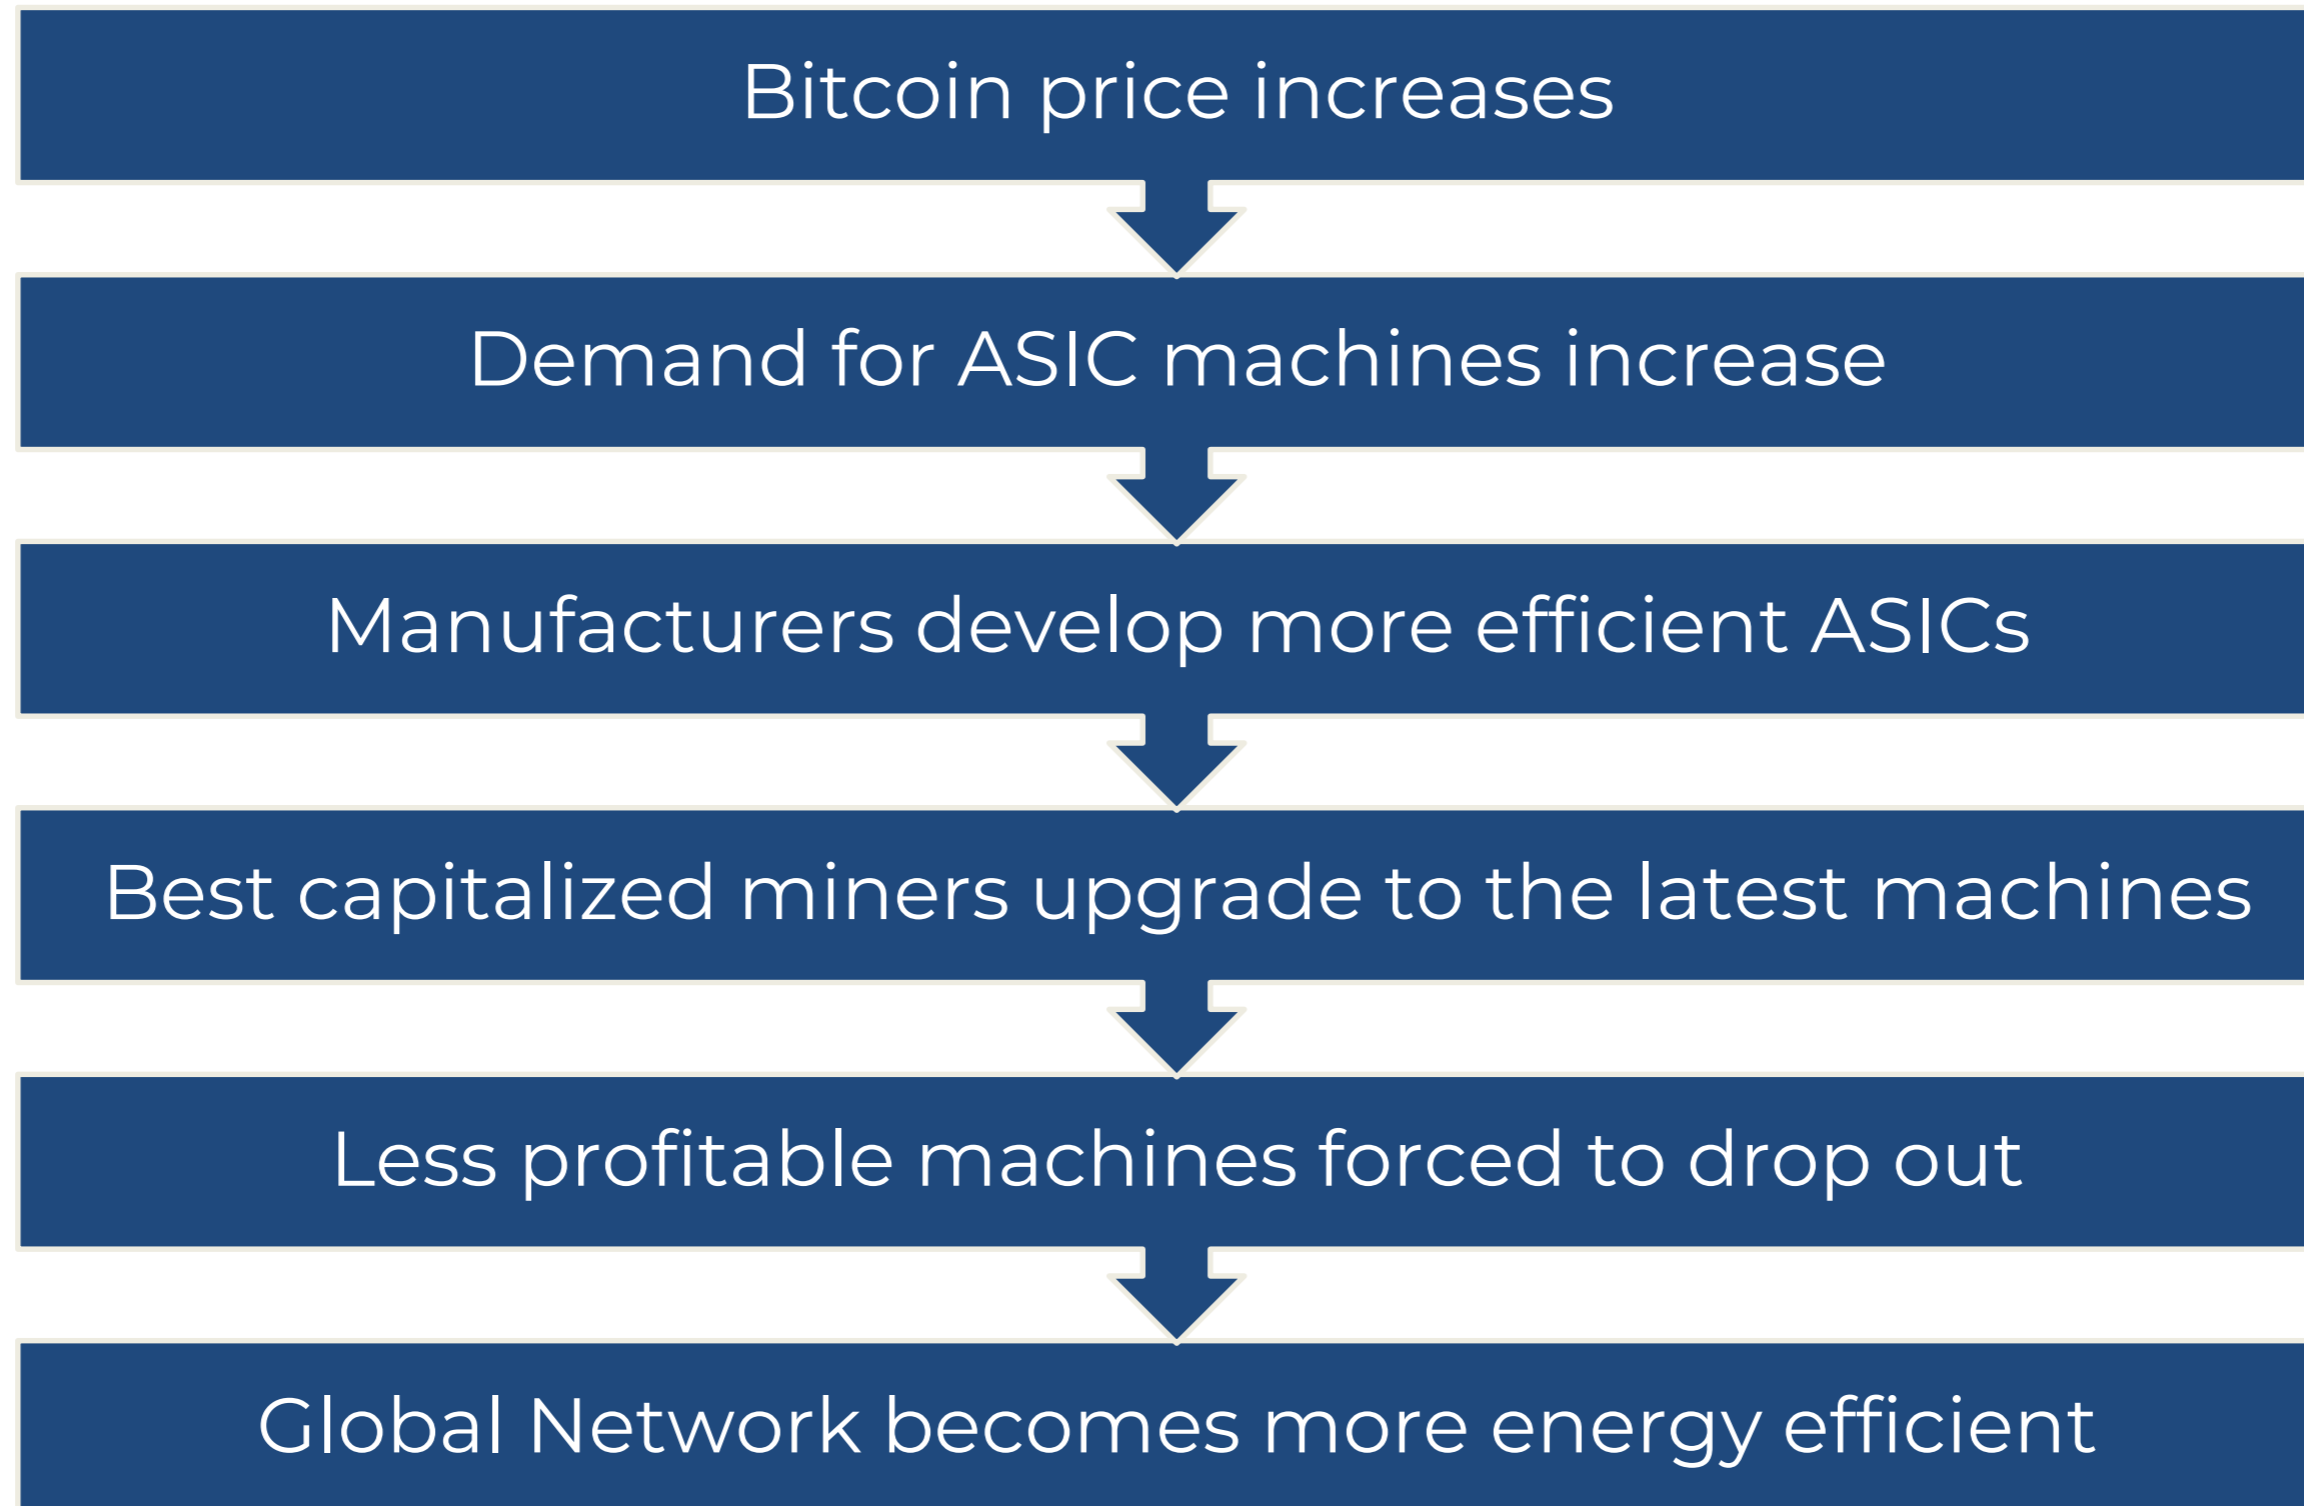 Bitcoin price increases
Demand for ASIC machines increase
Manufacturers develop more efficient ASICs
Best capitalized miners upgrade to the latest machines
Less profitable machines forced to drop out
Global Network becomes more energy efficient